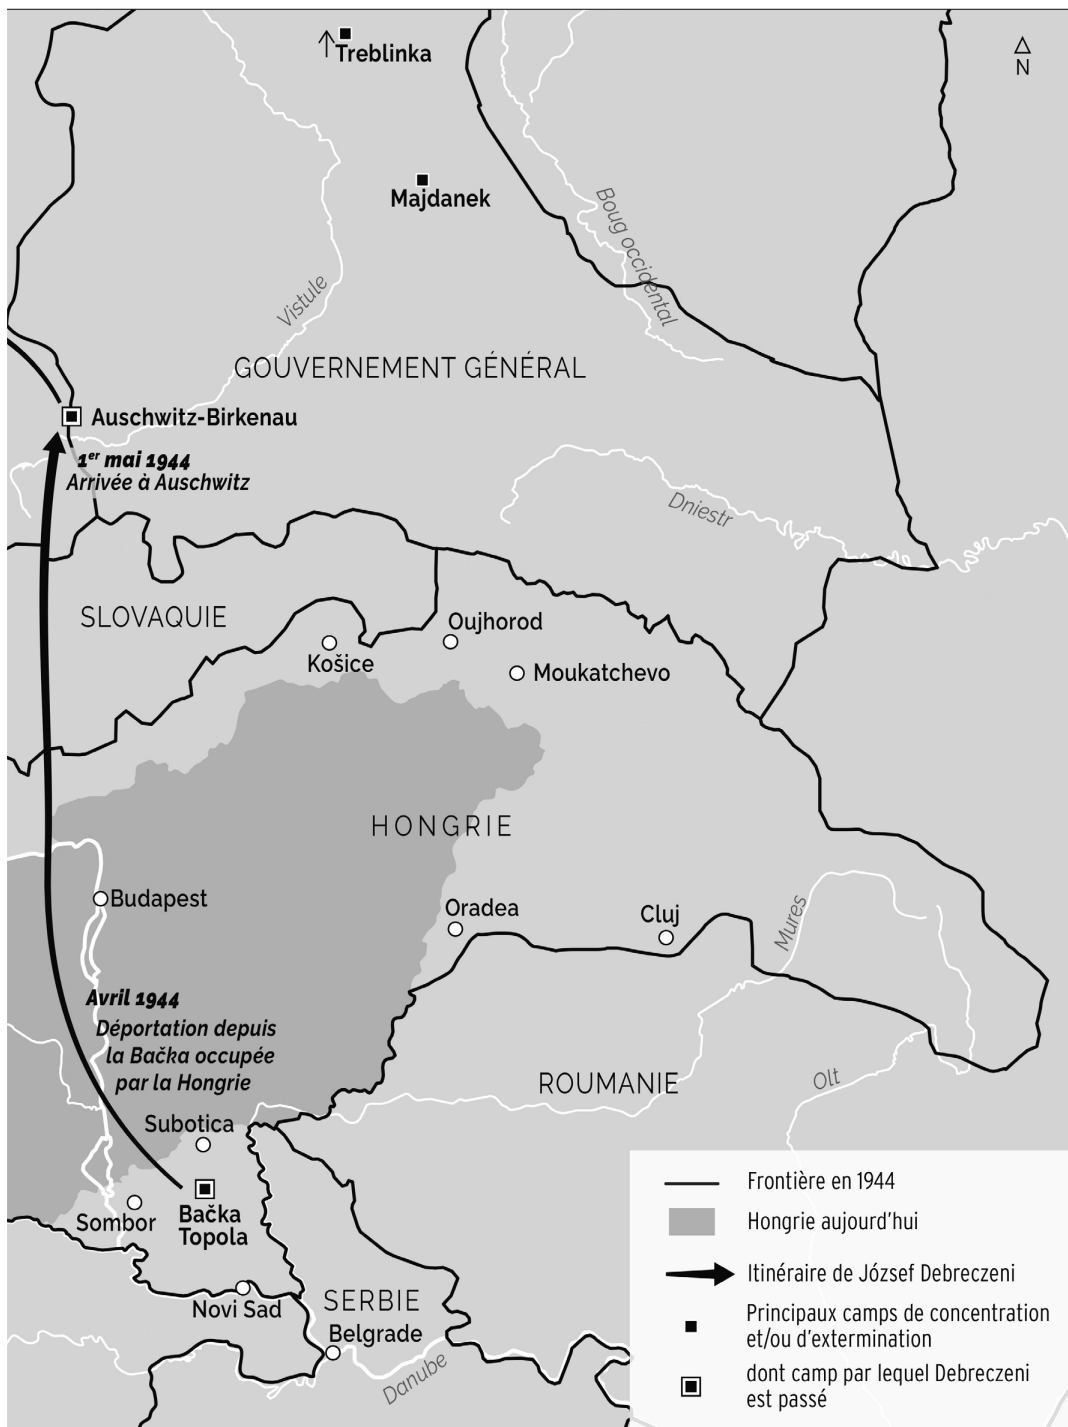 Treblinka
N
Majdanek
Boug occidental
Vistule
GOUVERNEMENT GÉNÉRAL
Auschwitz-Birkenau
1er mai 1944
Arrivée à Auschwitz
Dniestr
SLOVAQUIE
Oujhorod
Košice
Moukatchevo
HONGRIE
Budapest
Oradea
Cluj
Mures
Avril 1944
Déportation depuis
la Bačka occupée
par la Hongrie
ROUMANIE
Olt
Subotica
Sombor
Bačka
Topola
Novi Sad
SERBIE
Belgrade
Danube
Frontière en 1944
Hongrie aujourd'hui
Itinéraire de József Debreczeni
Principaux camps de concentration
et/ou d'extermination
dont camp par lequel Debreczeni
est passé